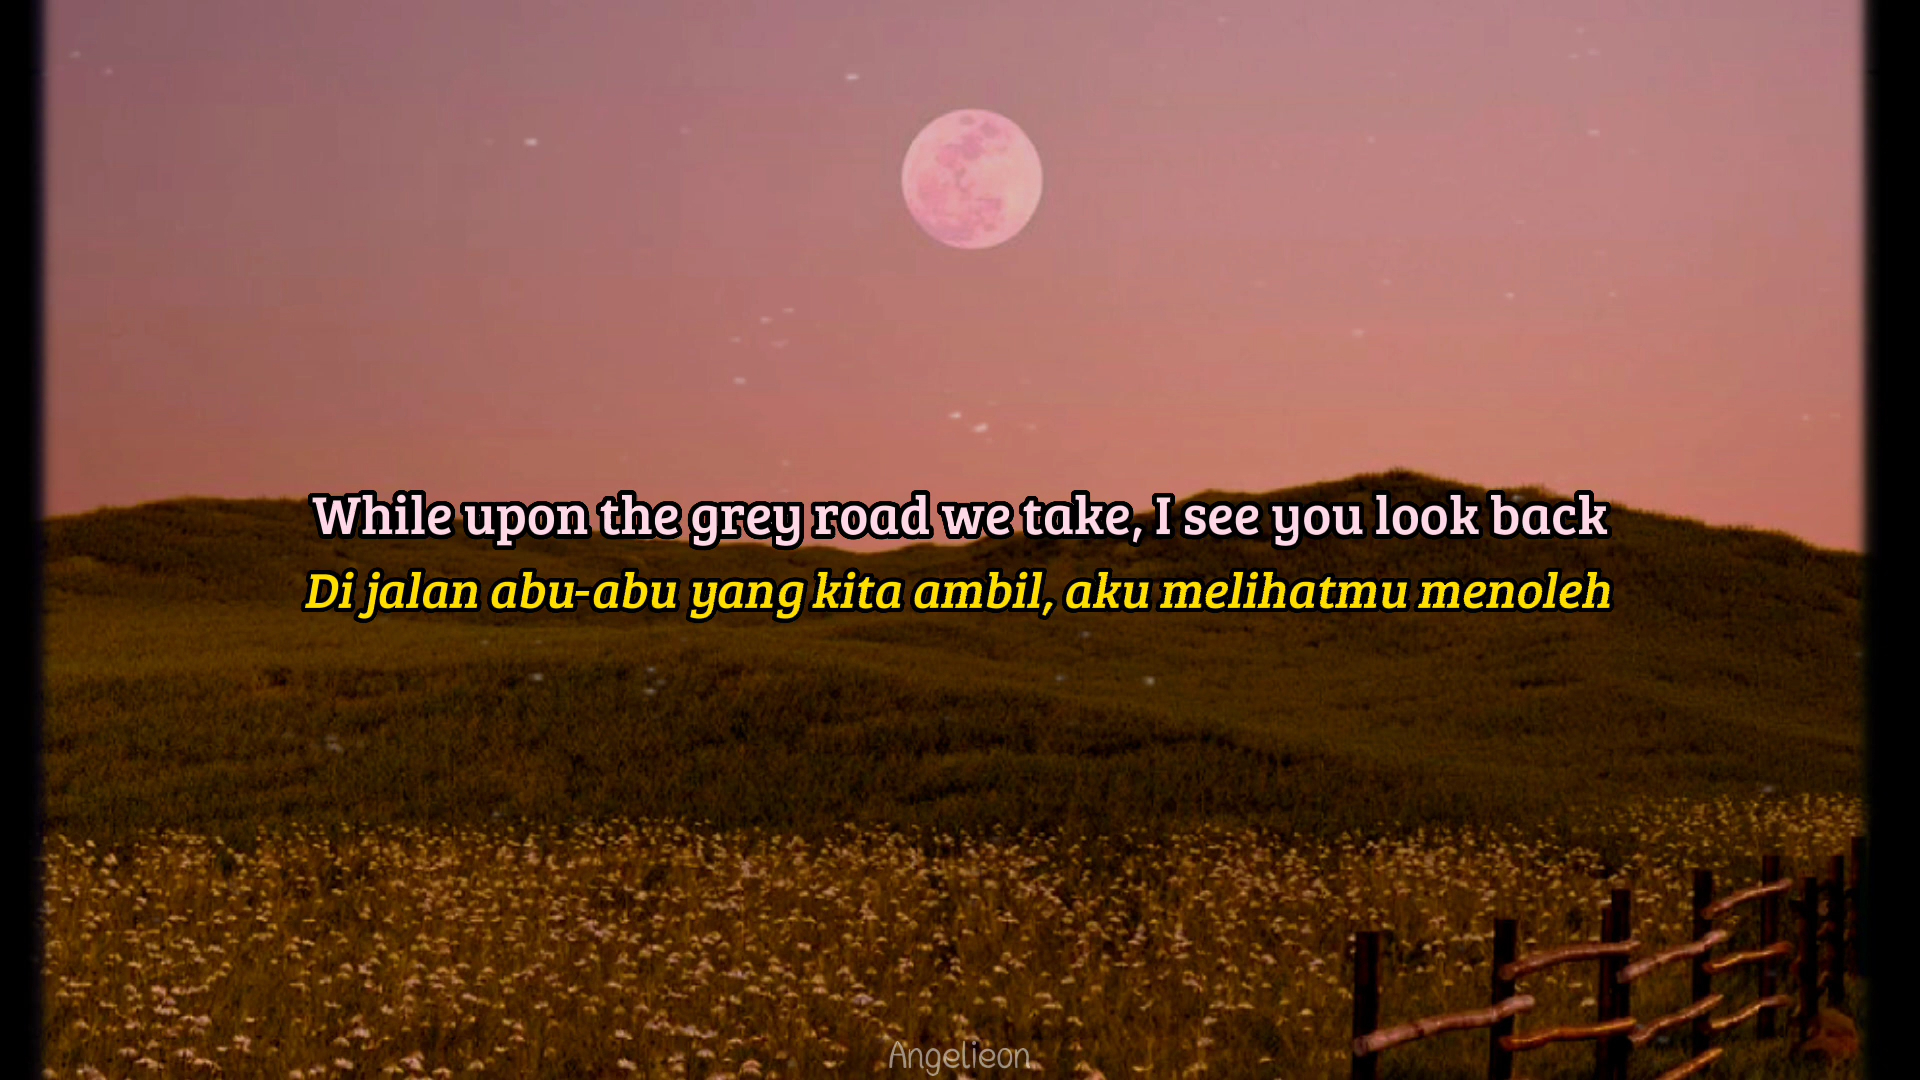 While upon the grey road we take, I see you look back
Di jalan abu-abu yang kita ambil, aku melihatmu menoleh
Angelieon